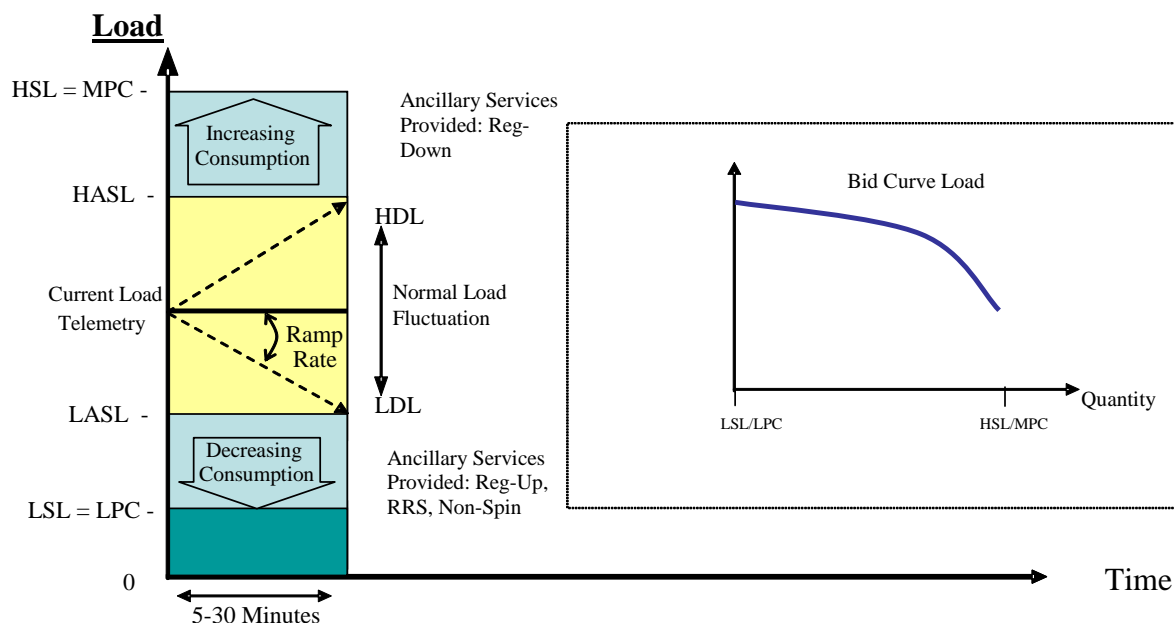 Load
HSL = MPC -
Increasing
Consumption
Ancillary Services
Provided: Reg-
Down
HASL -
HDL
Current Load
Telemetry
Normal Load
Fluctuation
Ramp
Rate
LDL
LASL -
Decreasing
Consumption
Ancillary Services
Provided: Reg-Up,
RRS, Non-Spin
LSL = LPC -
0
5-30 Minutes
Time
Bid Curve Load
Quantity
LSL/LPC
HSL/MPC